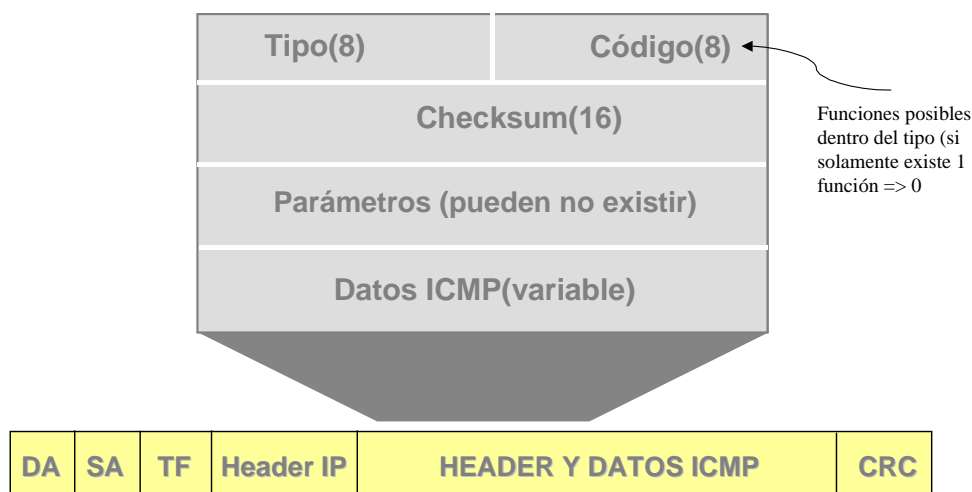 Tipo(8)
Código(8)
Checksum(16)
Funciones posibles
dentro del tipo (si
solamente existe 1
función => 0
Parámetros (pueden no existir)
Datos ICMP(variable)
DA
SA
TF
Header IP
HEADER Y DATOS ICMP
CRC